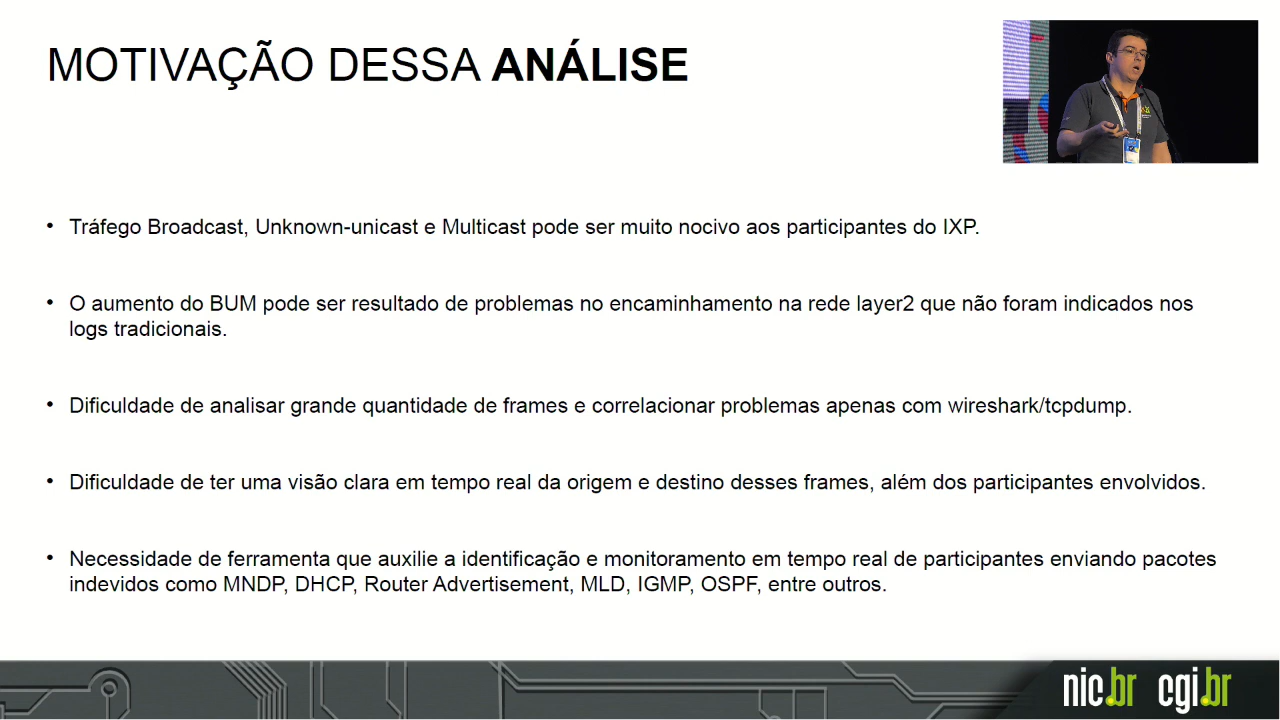 MOTIVAÇÃO DESSA ANÁLISE
• Tráfego Broadcast, Unknown-unicast e Multicast pode ser muito nocivo aos participantes do IXP.
• O aumento do BUM pode ser resultado de problemas no encaminhamento na rede layer2 que não foram indicados nos
logs tradicionais.
• Dificuldade de analisar grande quantidade de frames e correlacionar problemas apenas com wireshark/tcpdump.
• Dificuldade de ter uma visão clara em tempo real da origem e destino desses frames, além dos participantes envolvidos.
• Necessidade de ferramenta que auxilie a identificação e monitoramento em tempo real de participantes enviando pacotes
indevidos como MNDP, DHCP, Router Advertisement, MLD, IGMP, OSPF, entre outros.
nic.br cgi.br